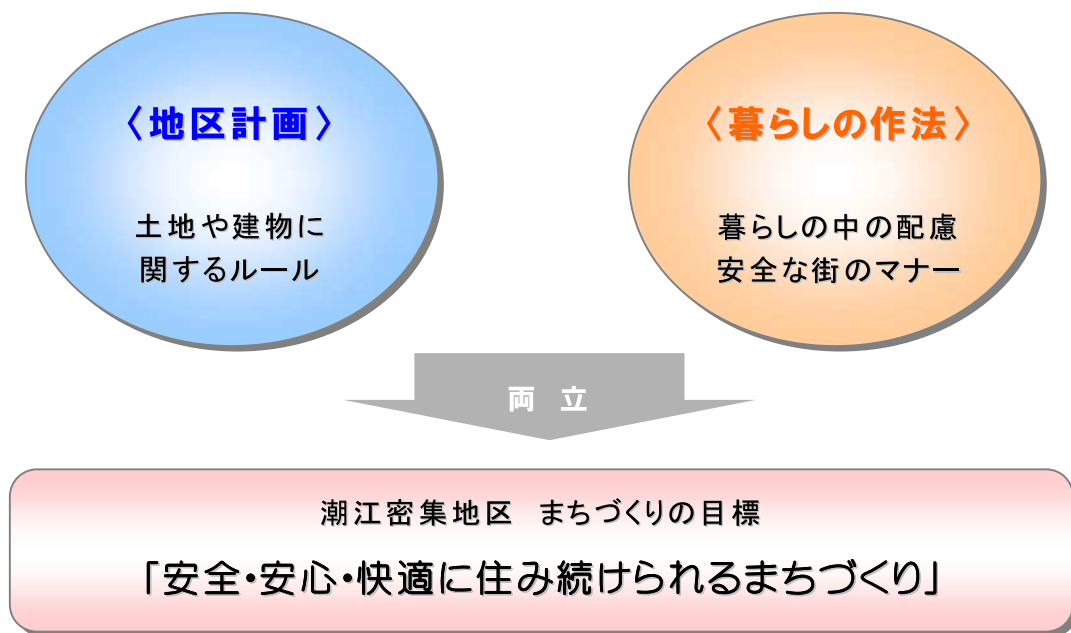 〈地区計画〉
土地や建物に
関するルール
〈暮らしの作法〉
暮らしの中の配慮
安全な街のマナー
両 立
潮江密集地区 まちづくりの目標
「安全・安心・快適に住み続けられるまちづくり」